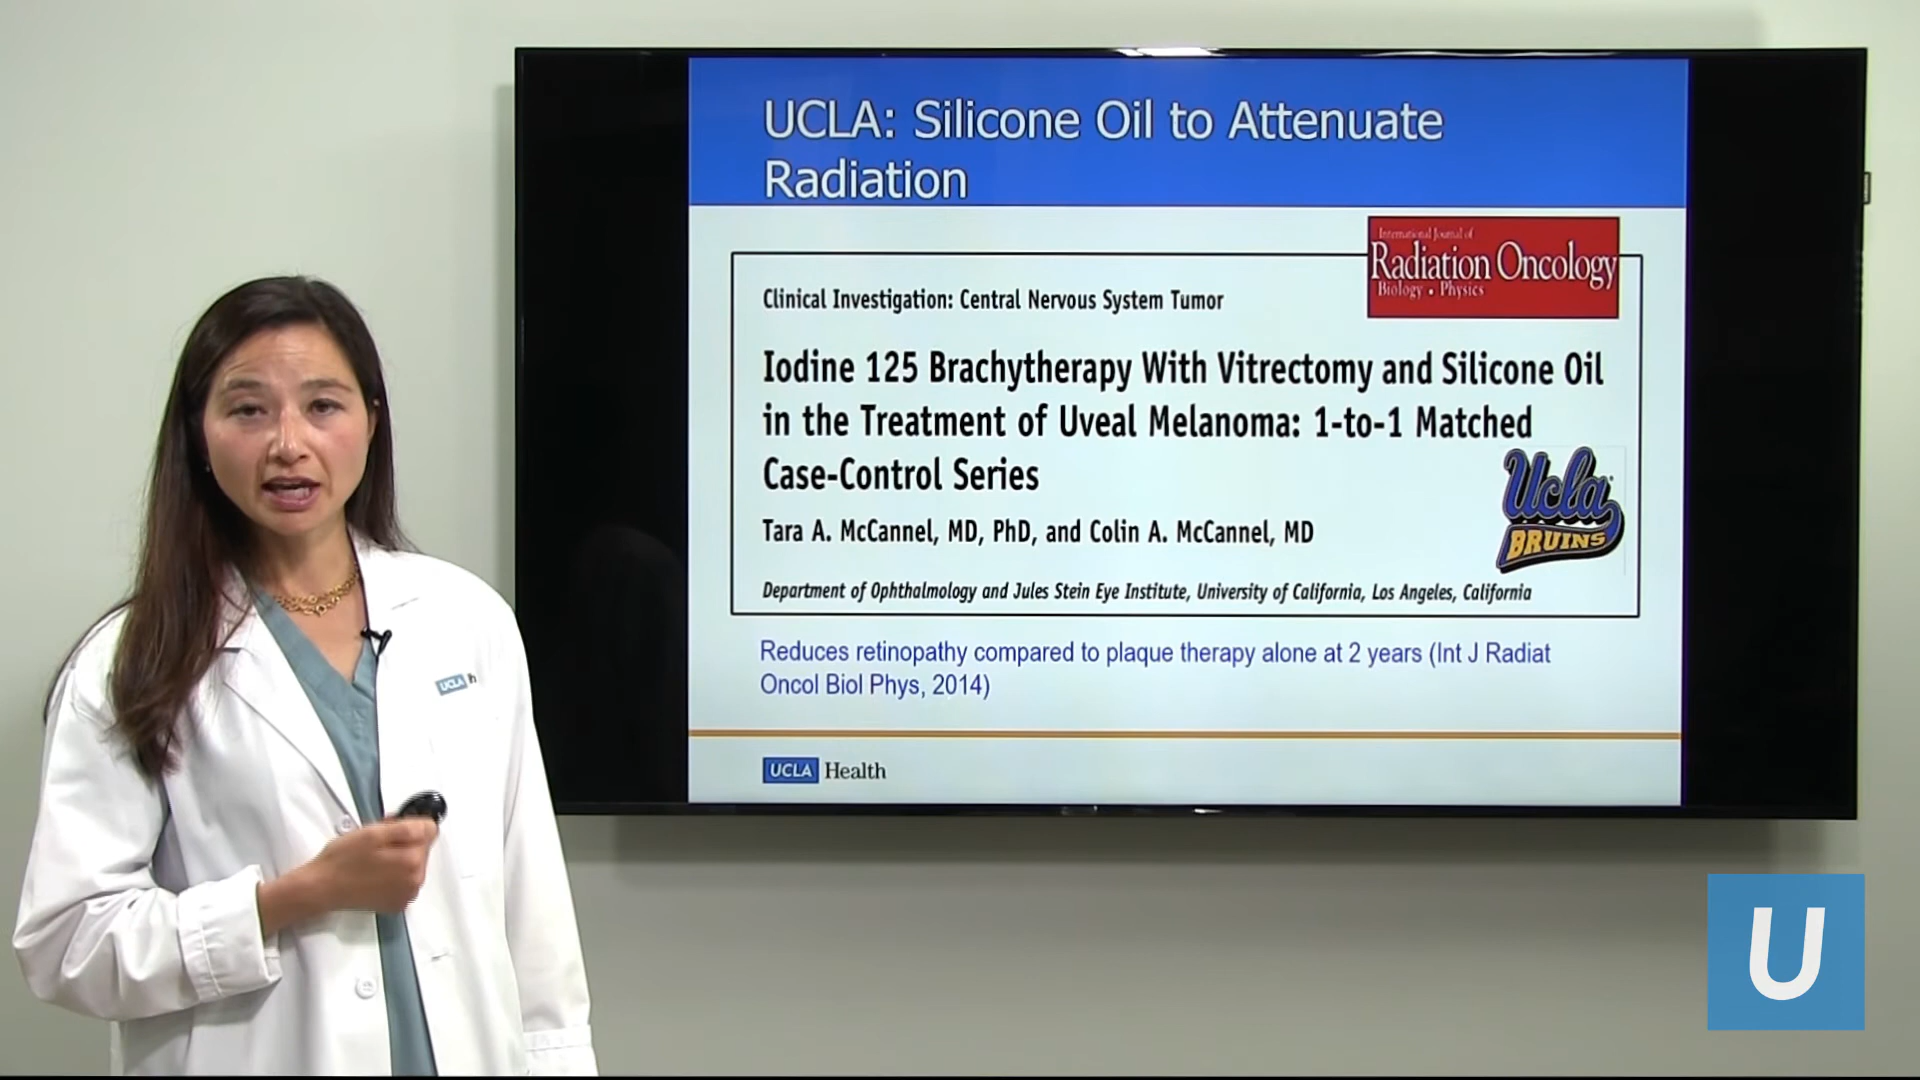 UCLA: Silicone Oil to Attenuate
Radiation
International Journal of
Radiation Oncology
Biology • Physics
Clinical Investigation: Central Nervous System Tumor
Iodine 125 Brachytherapy With Vitrectomy and Silicone Oil
in the Treatment of Uveal Melanoma: 1-to-1 Matched
Case-Control Series
Ucla
BRUINS
Tara A. McCannel, MD, PhD, and Colin A. McCannel, MD
Department of Ophthalmology and Jules Stein Eye Institute, University of California, Los Angeles, California
Reduces retinopathy compared to plaque therapy alone at 2 years (Int J Radiat
Oncol Biol Phys, 2014)
UCLA Health
UCLA
U